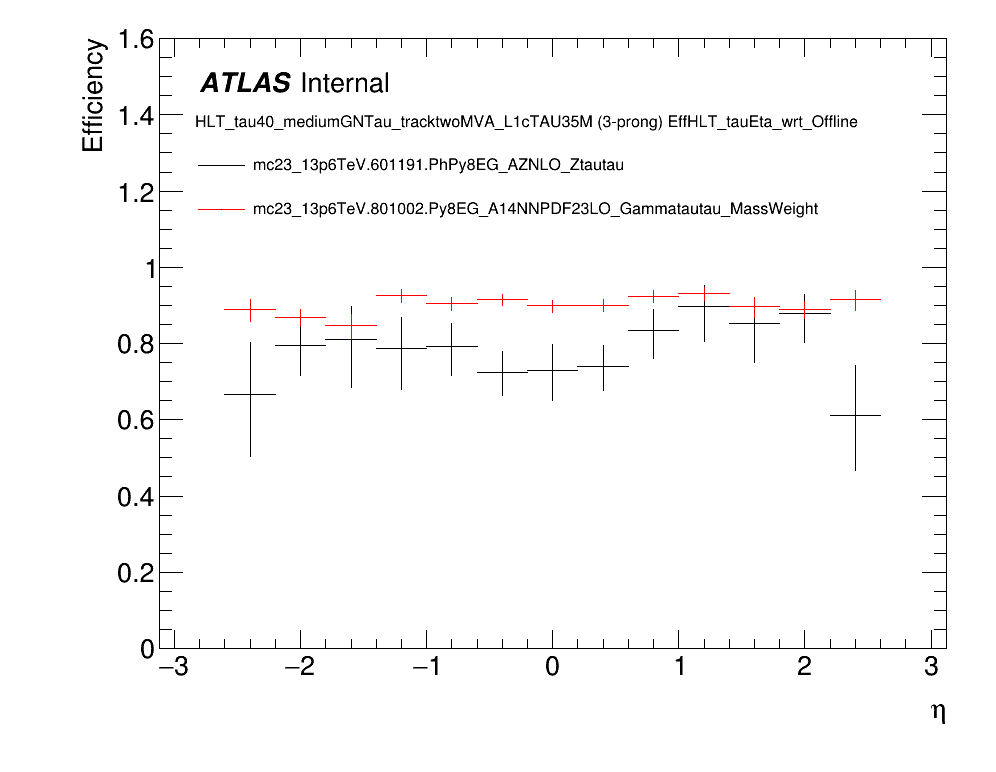 Efficiency
1.6
1.4
1.2
1
0.8
0.6
0.4
0.2
0
ATLAS Internal
HLT_tau40_mediumGNTau_tracktwoMVA_L1cTAU35M (3-prong) EffHLT_tauEta_wrt_Offline
mc23_13p6TeV.601191.PhPy8EG_AZNLO_Ztautau
mc23_13p6TeV.801002.Py8EG_A14NNPDF23LO_Gammatautau_MassWeight
−3 −2 −1 0 1 2 3
η